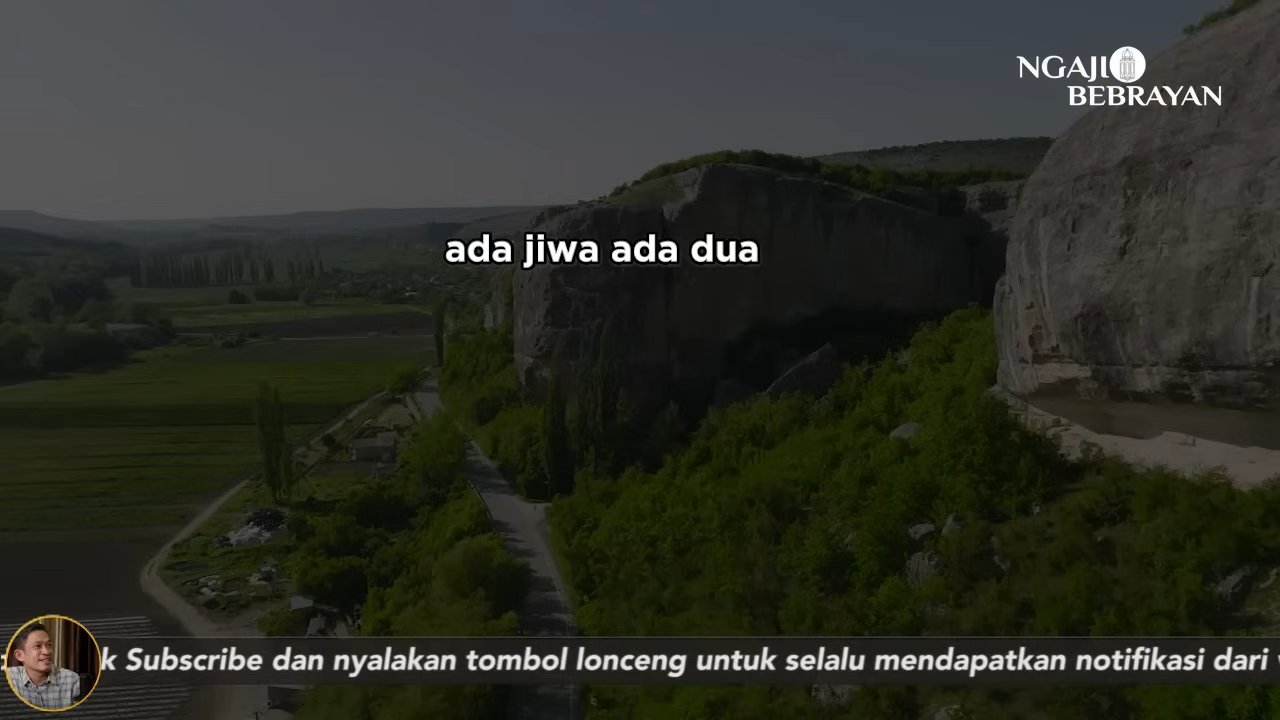 NGAJI
BEBRAYAN
ada jiwa ada dua
k Subscribe dan nyalakan tombol lonceng untuk selalu mendapatkan notifikasi dari